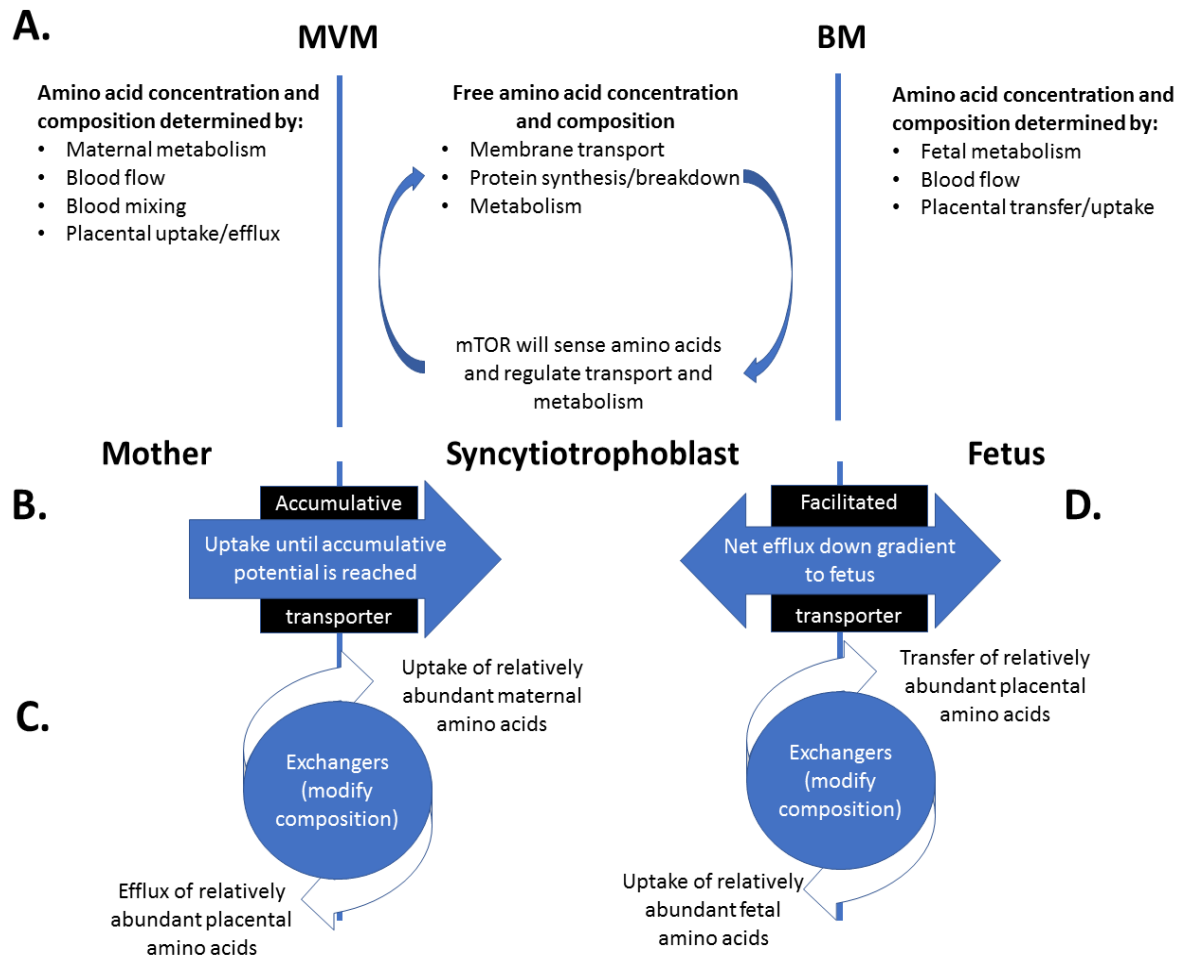 A.
MVM
BM
Amino acid concentration and
composition determined by:
• Maternal metabolism
• Blood flow
• Blood mixing
• Placental uptake/efflux
Free amino acid concentration
and composition
• Membrane transport
• Protein synthesis/breakdown
• Metabolism
Amino acid concentration and
composition determined by:
• Fetal metabolism
• Blood flow
• Placental transfer/uptake
mTOR will sense amino acids
and regulate transport and
metabolism
Mother
Syncytiotrophoblast
Fetus
B.
Accumulative
Uptake until accumulative
potential is reached
transporter
D.
Facilitated
Net efflux down gradient
to fetus
transporter
C.
Uptake of relatively
abundant maternal
amino acids
Exchangers
(modify
composition)
Efflux of relatively
abundant placental
amino acids
Transfer of relatively
abundant placental
amino acids
Exchangers
(modify
composition)
Uptake of relatively
abundant fetal
amino acids